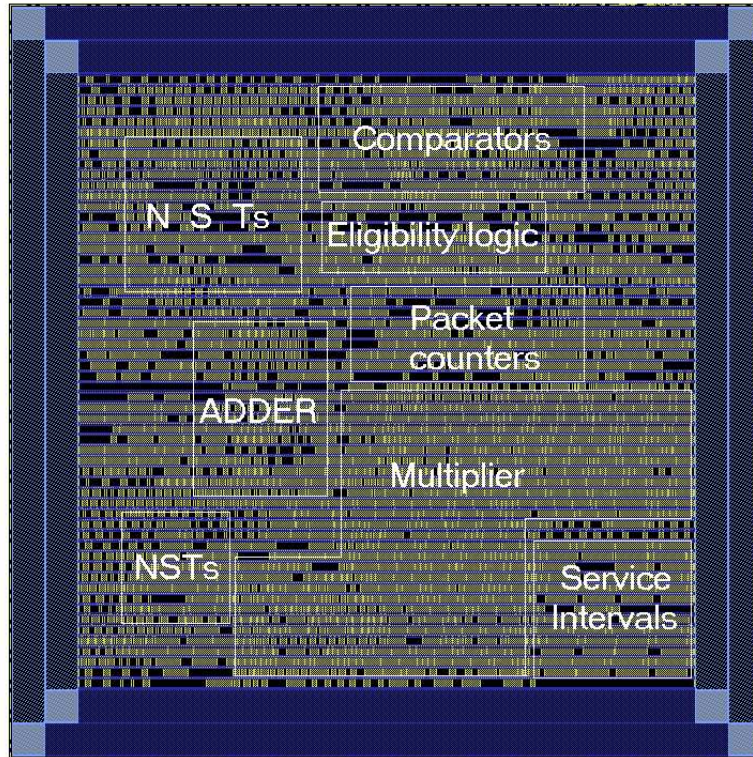 Comparators
N S Ts
Eligibility logic
Packet
counters
ADDER
Multiplier
NSTs
Service
Intervals